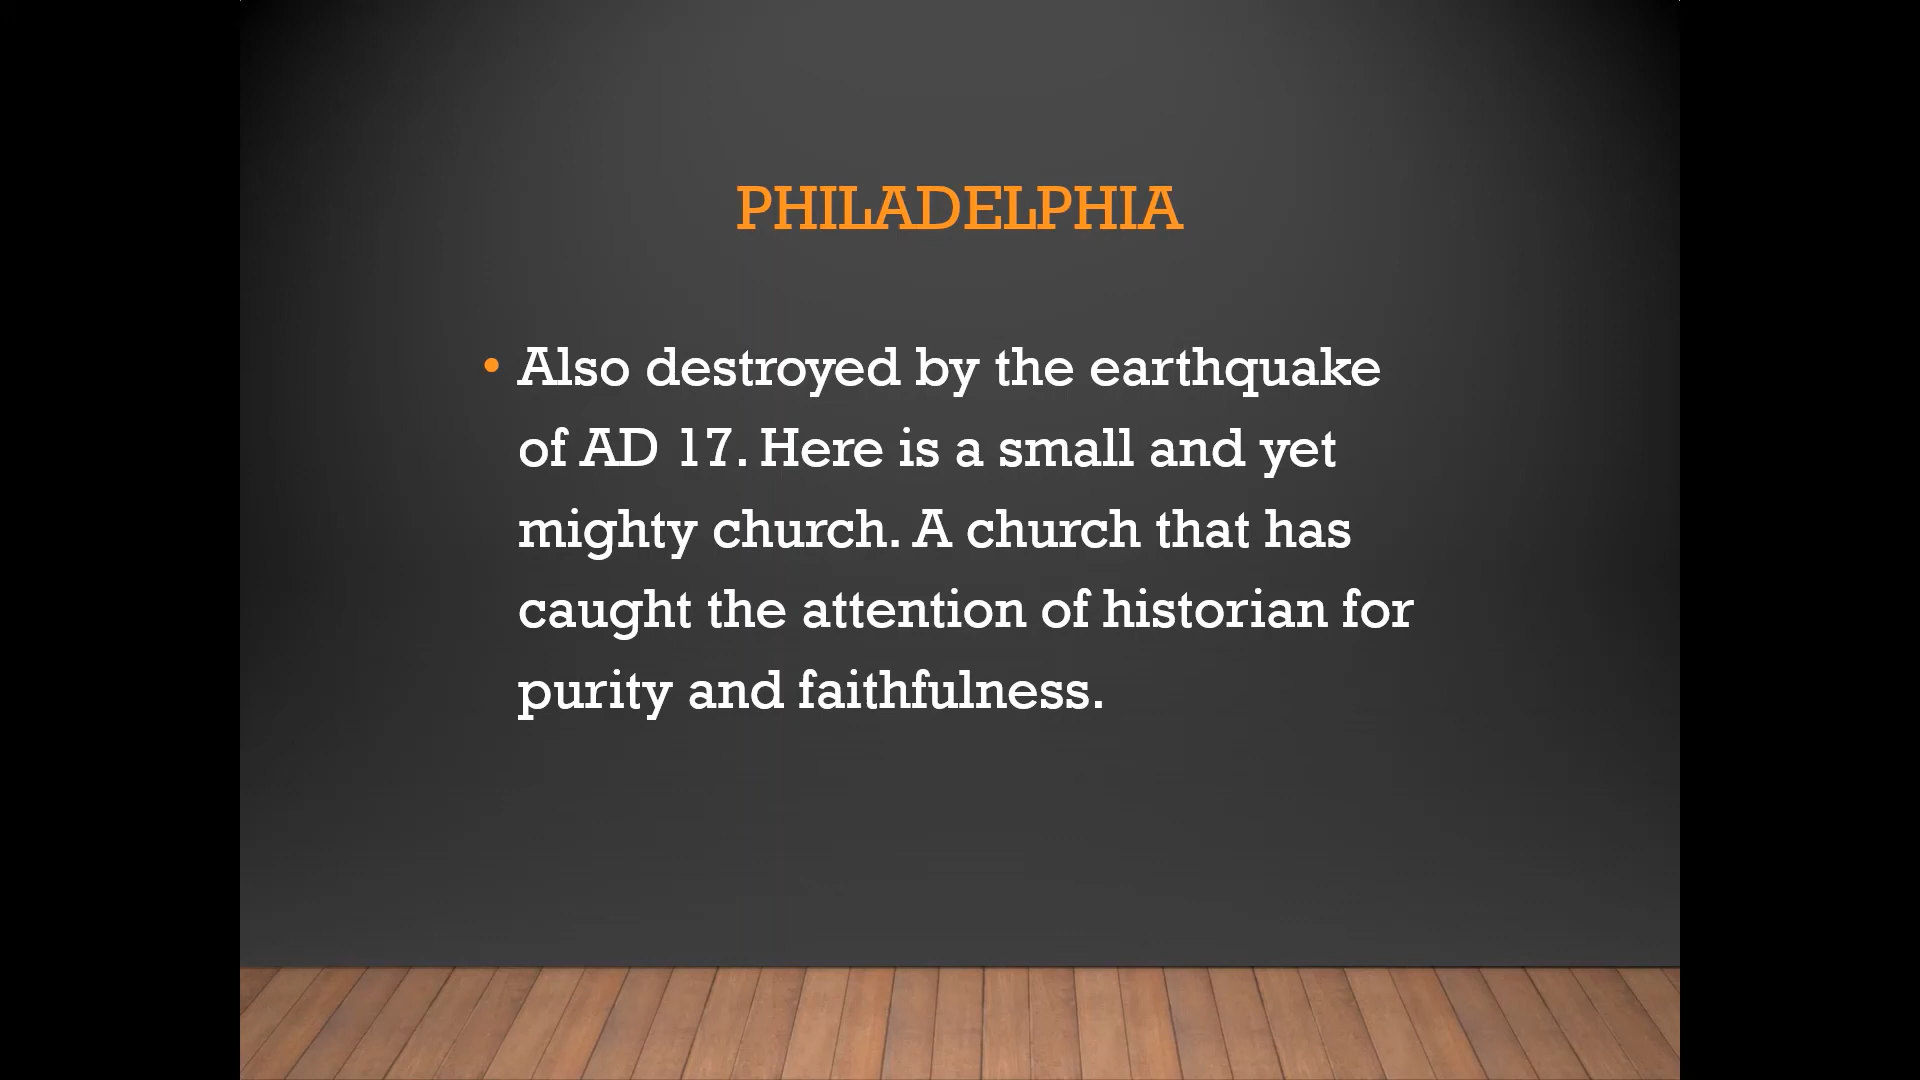 PHILADELPHIA
• Also destroyed by the earthquake
of AD 17. Here is a small and yet
mighty church. A church that has
caught the attention of historian for
purity and faithfulness.